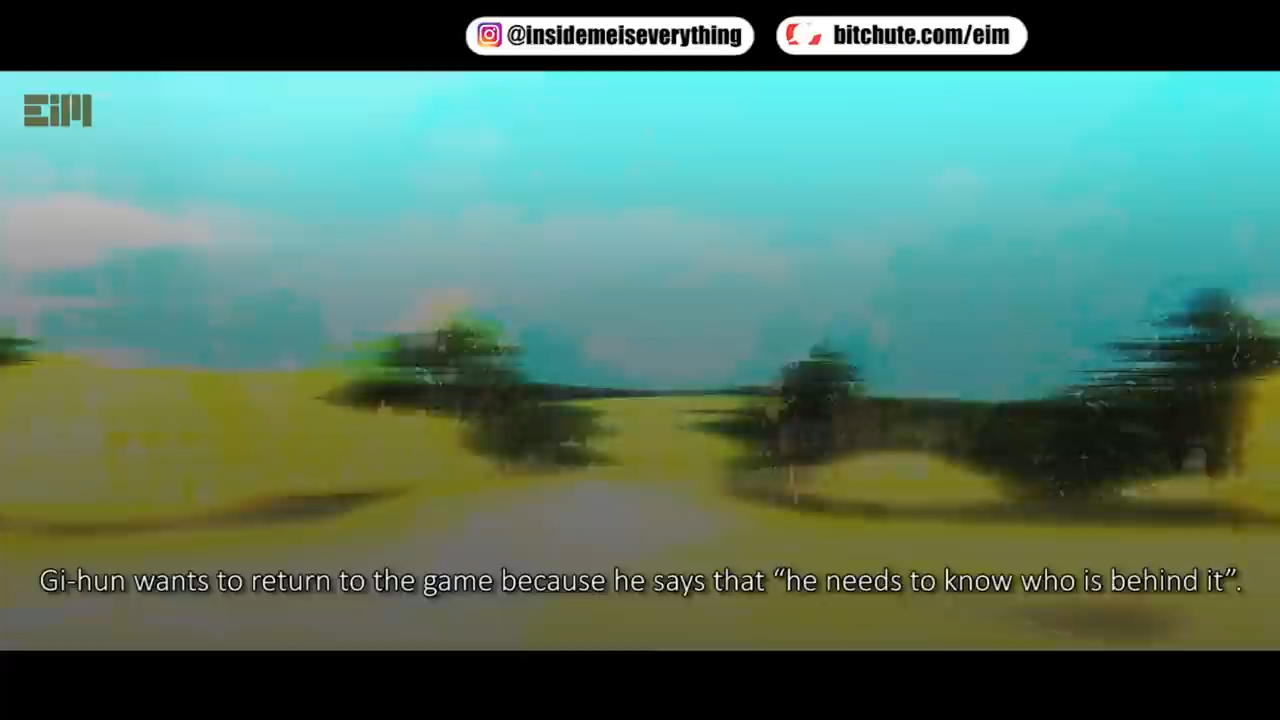 @insidemeiseverything
bitchute.com/eim
EiM
Gi-hun wants to return to the game because he says that “he needs to know who is behind it”.